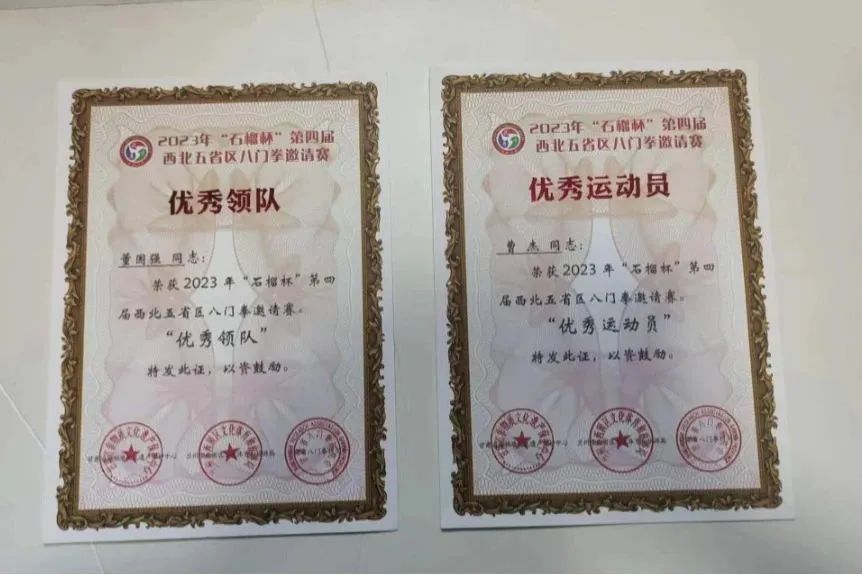 2023年“石榴杯”第四届
西北五省区八门拳邀请赛
优秀领队
董国强 同志：
荣获2023年“石榴杯”第四
届西北五省区八门拳邀请赛。
“优秀领队”
特发此证，以资鼓励。
2023年“石榴杯”第四届
西北五省区八门拳邀请赛
优秀运动员
曹杰 同志：
荣获2023年“石榴杯”第四
届西北五省区八门拳邀请赛。
“优秀运动员”
特发此证，以资鼓励。